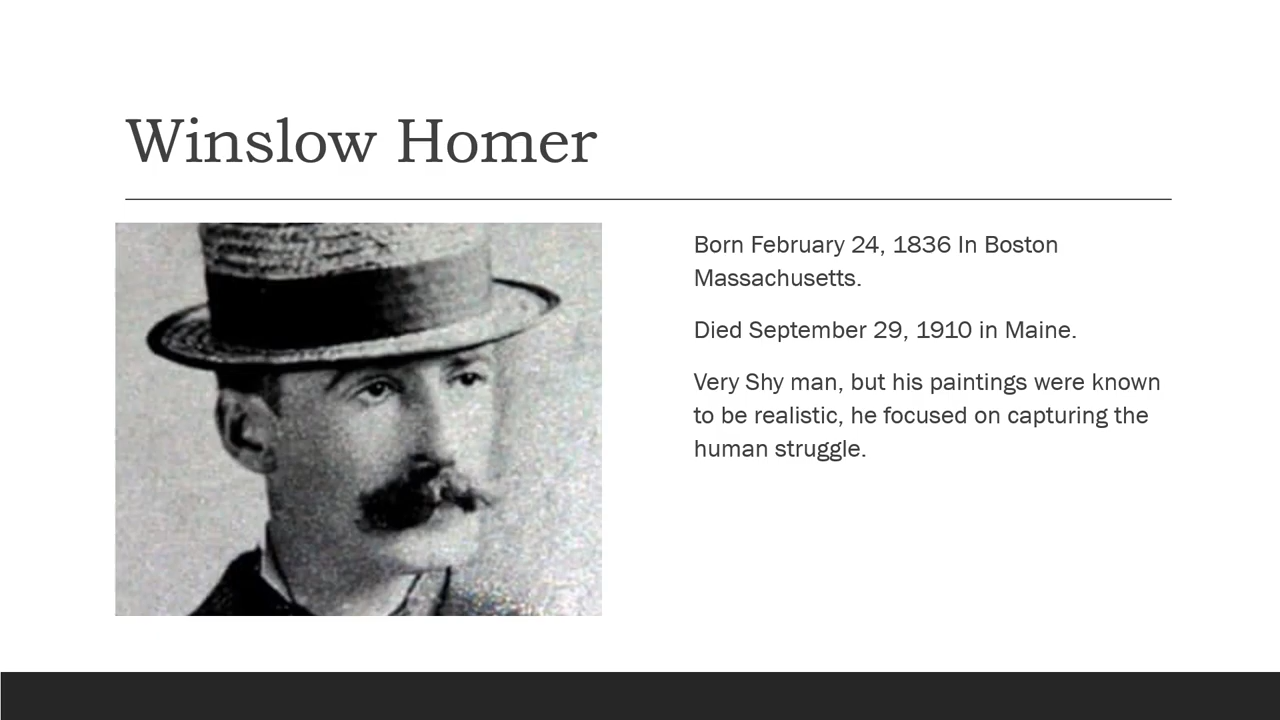 Winslow Homer
Born February 24, 1836 In Boston
Massachusetts.
Died September 29, 1910 in Maine.
Very Shy man, but his paintings were known
to be realistic, he focused on capturing the
human struggle.